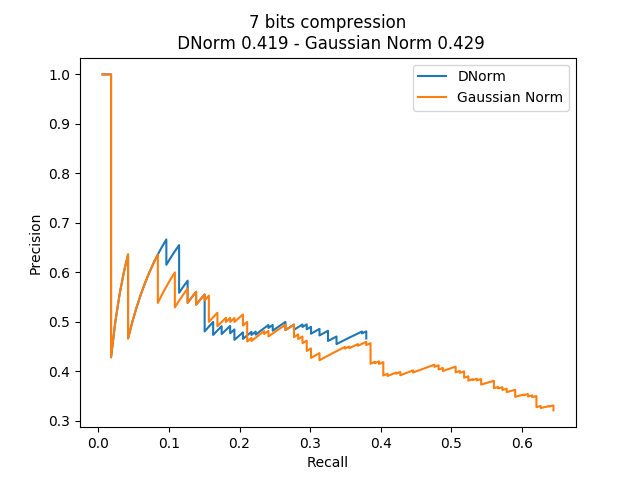 7 bits compression
DNorm 0.419 - Gaussian Norm 0.429
DNorm
Gaussian Norm
1.0
0.9
0.8
0.7
0.6
0.5
0.4
0.3
Precision
0.0 0.1 0.2 0.3 0.4 0.5 0.6
Recall